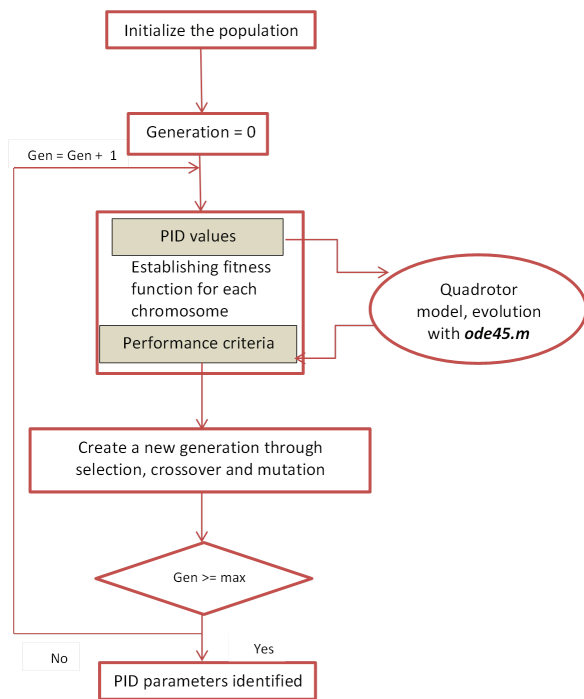 Initialize the population
Generation = 0
Gen = Gen + 1
PID values
Establishing fitness
function for each
chromosome
Performance criteria
Quadrotor
model, evolution
with ode45.m
Create a new generation through
selection, crossover and mutation
Gen >= max
No
Yes
PID parameters identified